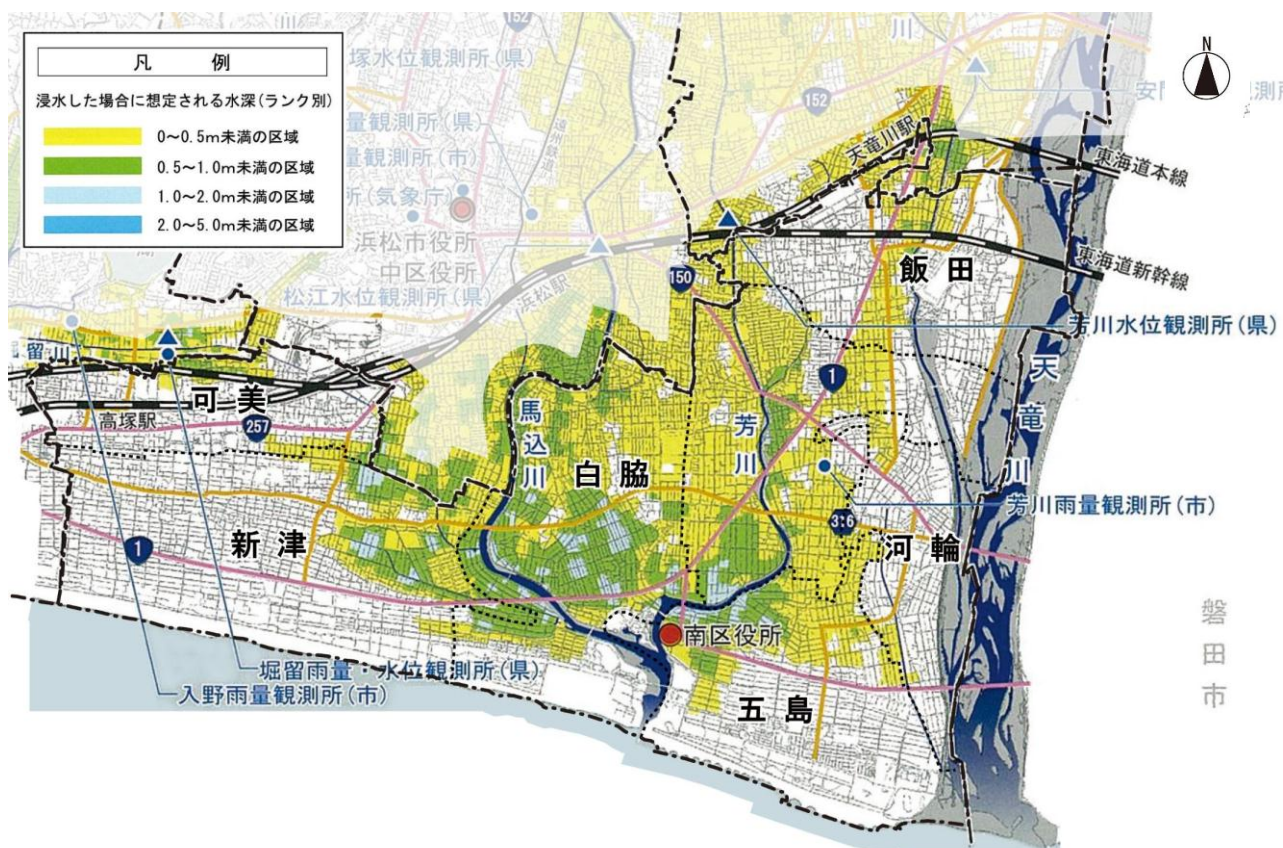 凡 例
浸水した場合に想定される水深(ランク別)
0～0.5m未満の区域
0.5～1.0m未満の区域
1.0～2.0m未満の区域
2.0～5.0m未満の区域
N
152
塚水位観測所(県)
川
152
安
観測所
量観測所(県)
量観測所(市)
所(気象庁)
天竜川駅
東海道本線
浜松市役所
中区役所
東海道新幹線
飯田
150
松江水位観測所(県)
浜松駅
芳川水位観測所(県)
留川
可美
高塚駅
257
1
天竜川
馬込川
芳川
白脇
芳川雨量観測所(市)
新津
1
316
河輪
磐田市
南区役所
堀留雨量・水位観測所(県)
入野雨量観測所(市)
五島